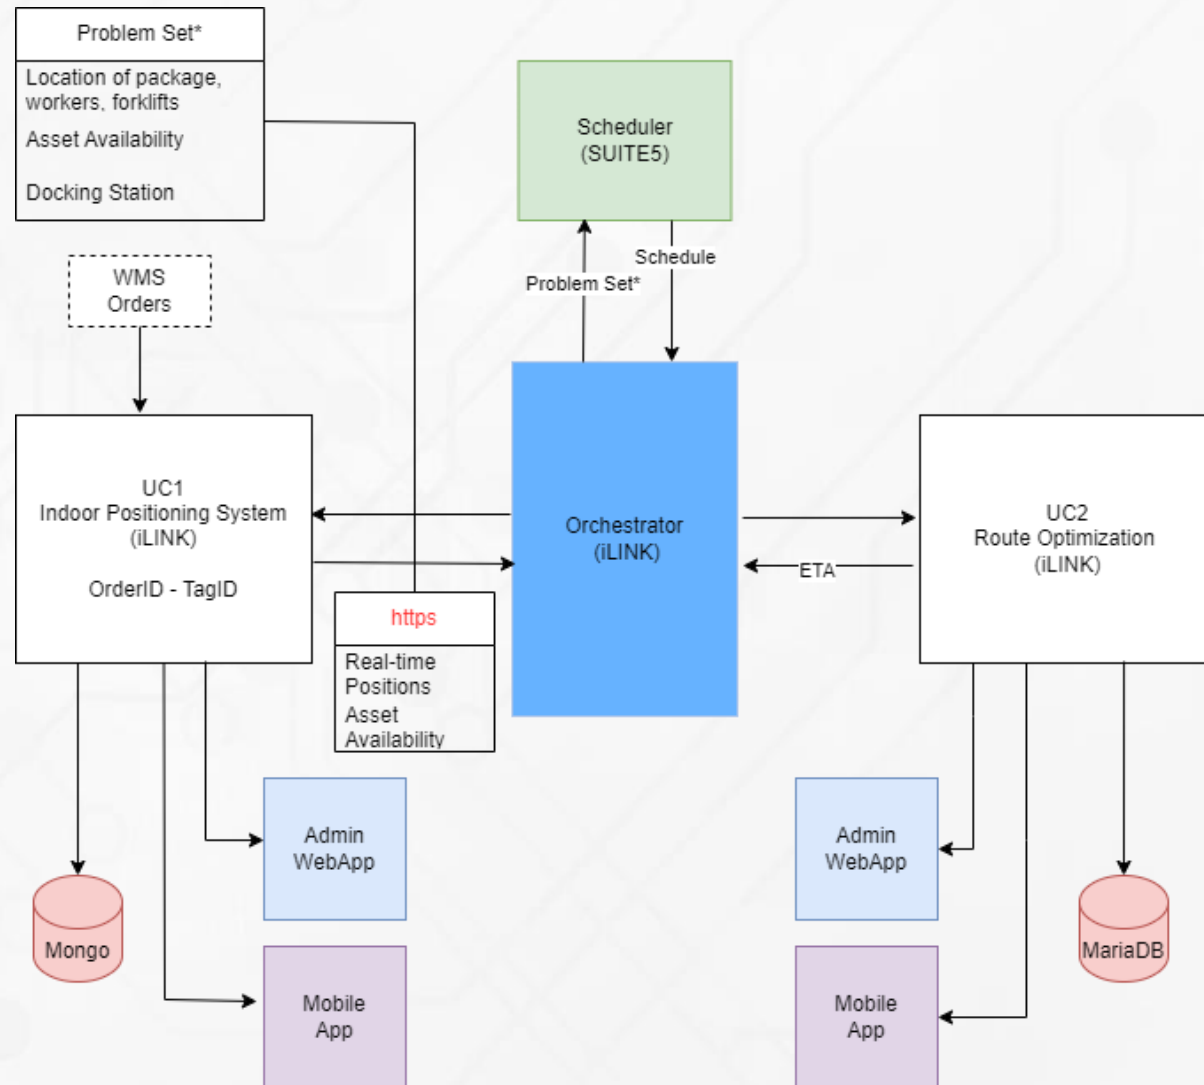 Problem Set*
Location of package,
workers, forklifts
Asset Availability
Docking Station
WMS
Orders
Scheduler
(SUITE5)
Schedule
Problem Set*
UC1
Indoor Positioning System
(iLINK)
OrderID - TagID
Orchestrator
(iLINK)
UC2
Route Optimization
(iLINK)
ETA
https
Real-time
Positions
Asset
Availability
Admin
WebApp
Admin
WebApp
Mongo
MariaDB
Mobile
App
Mobile
App